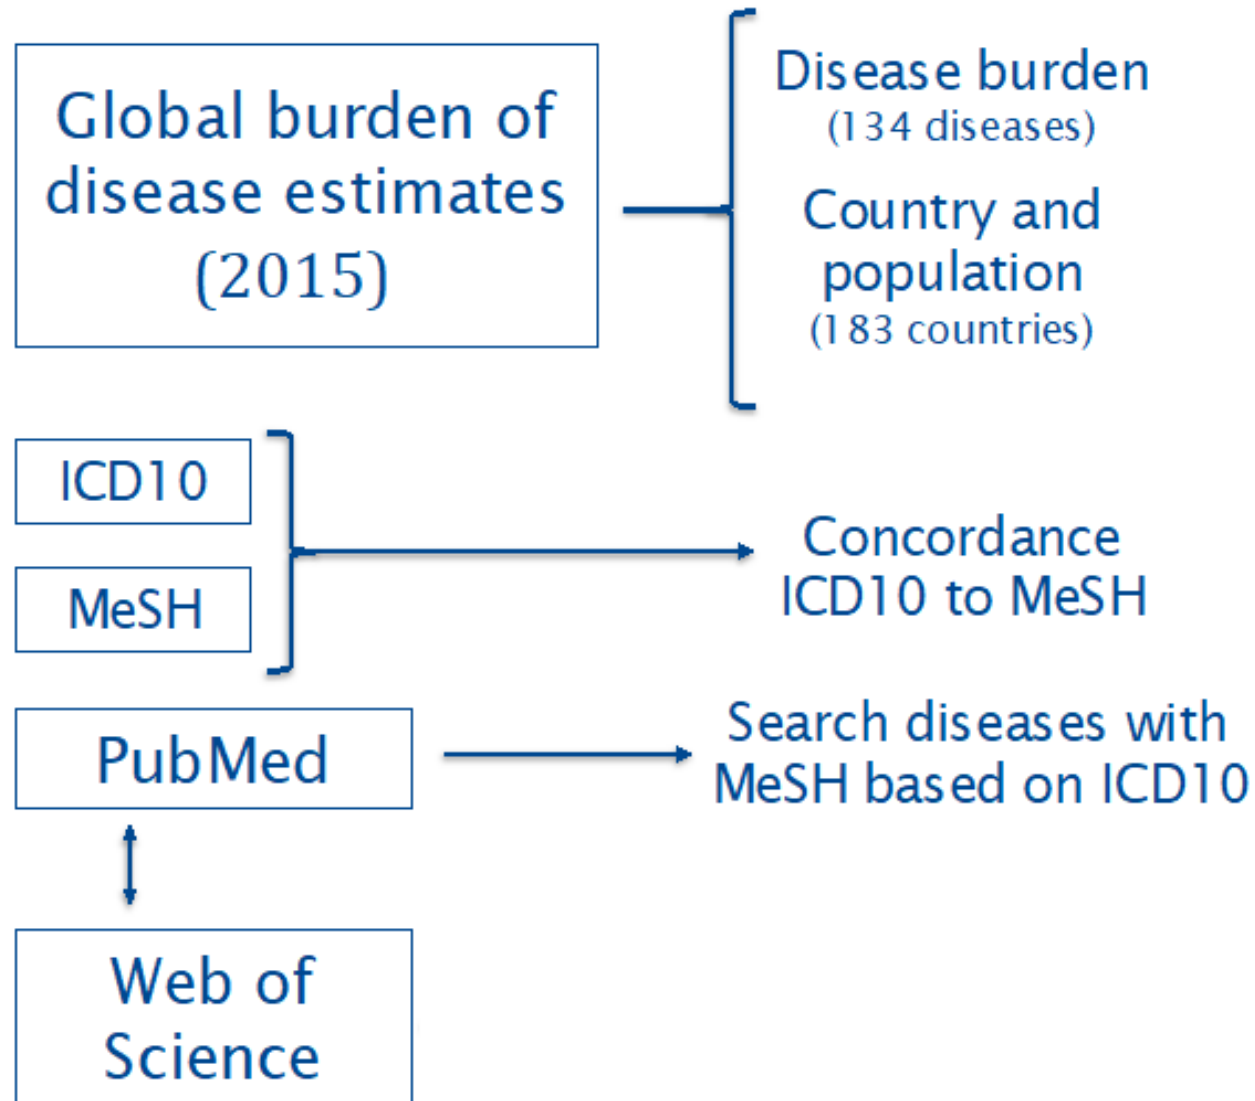 Global burden of
disease estimates
(2015)
Disease burden
(134 diseases)
Country and
population
(183 countries)
ICD10
MeSH
Concordance
ICD10 to MeSH
PubMed
Search diseases with
MeSH based on ICD10
Web of
Science